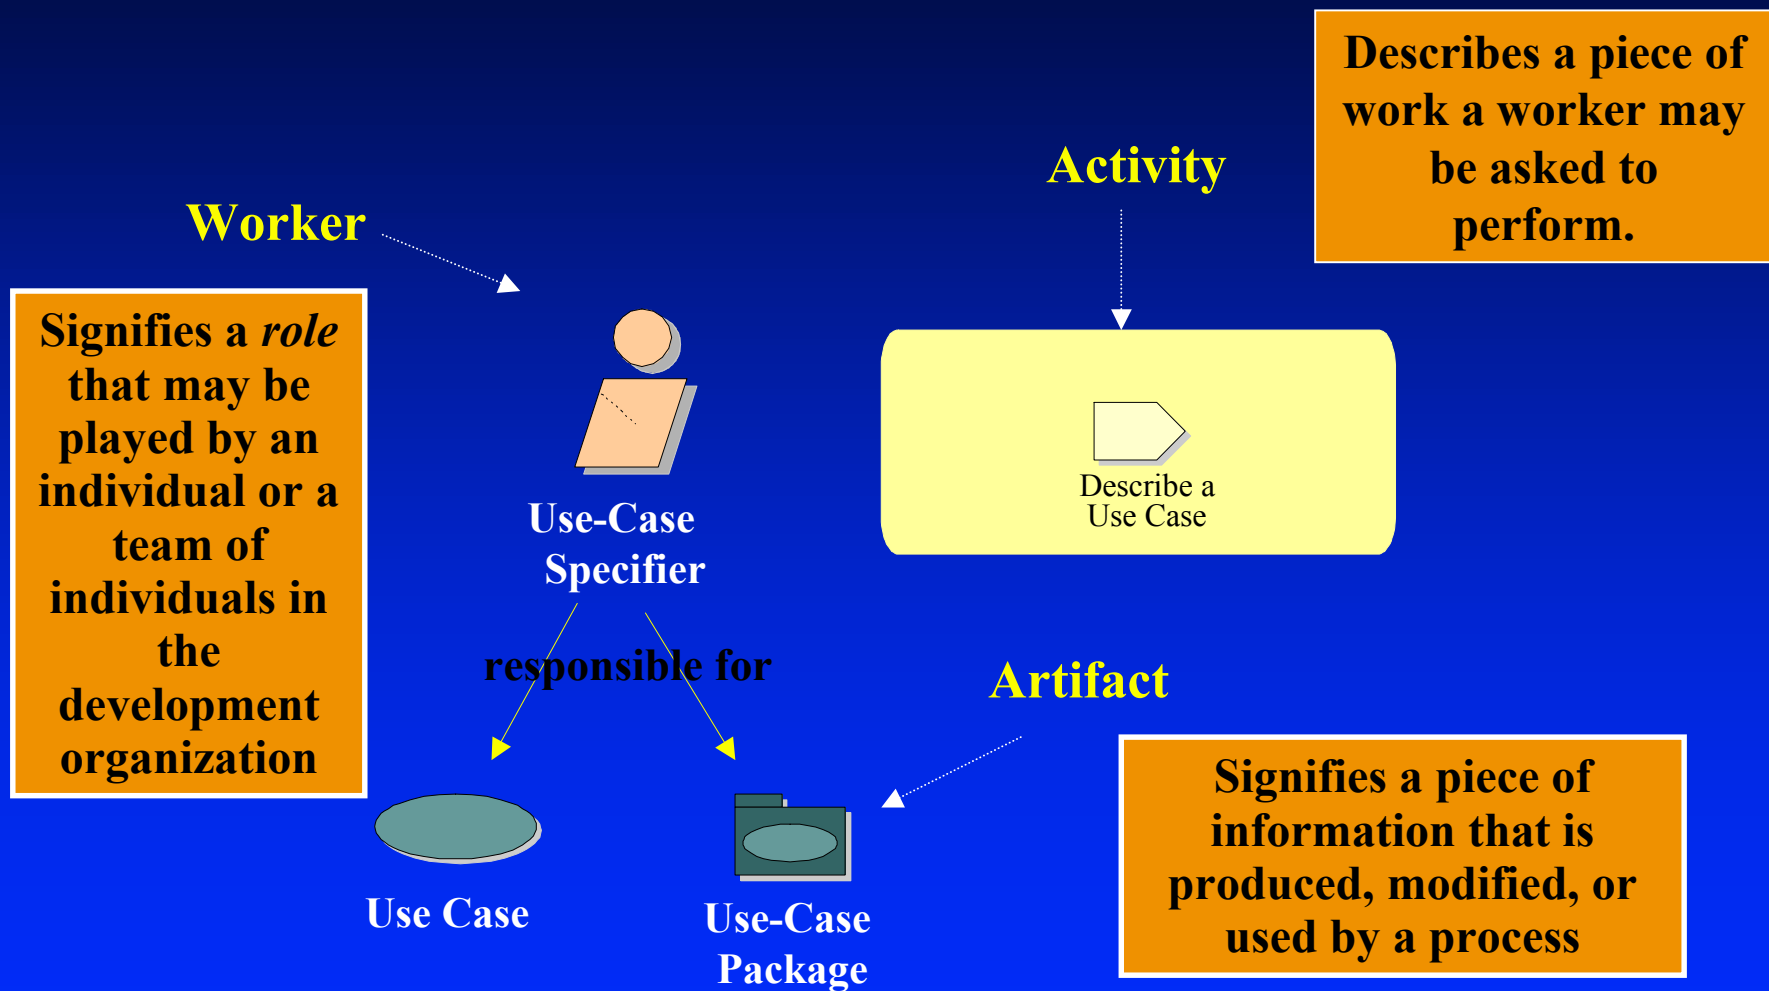 Describes a piece of
work a worker may
be asked to
perform.
Activity
Worker
Signifies a role
that may be
played by an
individual or a
team of
individuals in
the
development
organization
Describe a
Use Case
Use-Case
Specifier
responsible for
Artifact
Signifies a piece of
information that is
produced, modified, or
used by a process
Use Case
Use-Case
Package